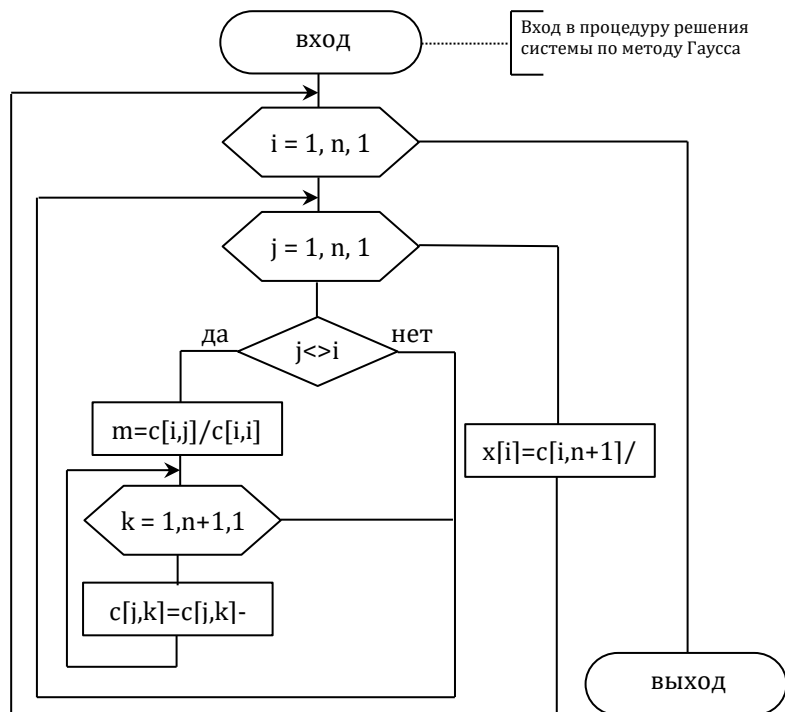 вход
Вход в процедуру решения
системы по методу Гаусса
i = 1, n, 1
j = 1, n, 1
да
нет
j<>i
m=c[i,j]/c[i,i]
x[i]=c[i,n+1]/
k = 1,n+1,1
c[j,k]=c[j,k]-
выход